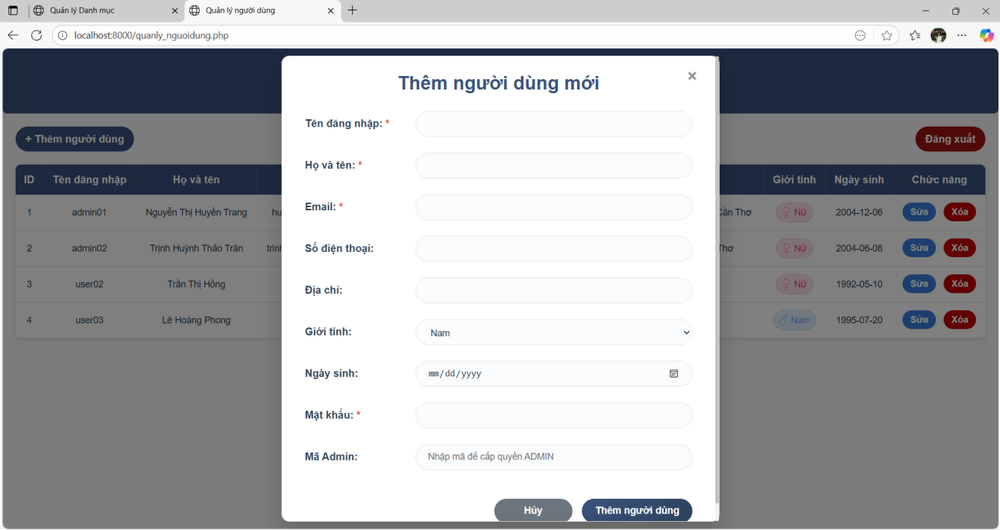 Quản lý Danh mục
Quản lý người dùng
localhost:8000/quanly_nguoidung.php
Thêm người dùng mới
×
+ Thêm người dùng
Đăng xuất
ID Tên đăng nhập Họ và tên Giới tính Ngày sinh Chức năng
1 admin01 Nguyễn Thị Huyền Trang hu Cần Thơ ♀ Nữ 2004-12-06 Sửa Xóa
2 admin02 Trịnh Huỳnh Thảo Trân trinh Thơ ♀ Nữ 2004-06-08 Sửa Xóa
3 user02 Trần Thị Hồng ♀ Nữ 1992-05-10 Sửa Xóa
4 user03 Lê Hoàng Phong ♂ Nam 1995-07-20 Sửa Xóa
Tên đăng nhập: *
Họ và tên: *
Email: *
Số điện thoại:
Địa chỉ:
Giới tính: Nam
Ngày sinh: mm/dd/yyyy
Mật khẩu: *
Mã Admin: Nhập mã để cấp quyền ADMIN
Hủy
Thêm người dùng